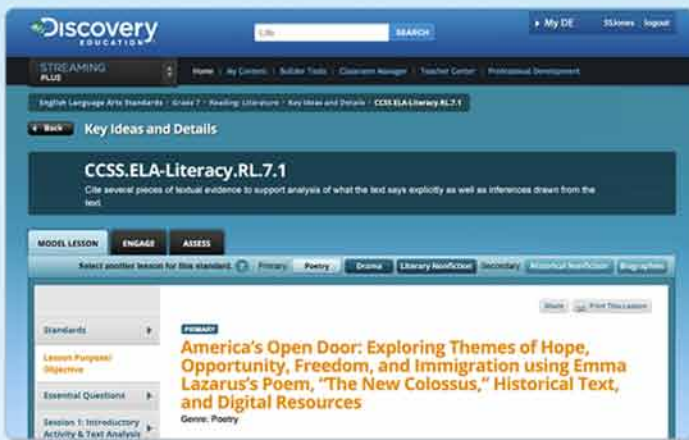 Discovery
EDUCATION
Cite
SEARCH
My DE
SSJones logout
STREAMING
PLUS
Home | My Content | Builder Tools | Classroom Manager | Teacher Center | Professional Development
English Language Arts Standards > Grade 7 > Reading: Literature > Key Ideas and Details > CCSS.ELA-Literacy.RL.7.1
Back
Key Ideas and Details
CCSS.ELA-Literacy.RL.7.1
Cite several pieces of textual evidence to support analysis of what the text says explicitly as well as inferences drawn from the
text.
MODEL LESSON
ENGAGE
ASSESS
Select another lesson for this standard. Primary: Poetry Drama Literary Nonfiction Secondary: Historical Nonfiction Biographies
Share
Print This Lesson
Standards
Lesson Purpose/
Objective
Essential Questions
Session 1: Introductory
Activity & Text Analysis
PRIMARY
America's Open Door: Exploring Themes of Hope,
Opportunity, Freedom, and Immigration using Emma
Lazarus's Poem, "The New Colossus," Historical Text,
and Digital Resources
Genre: Poetry